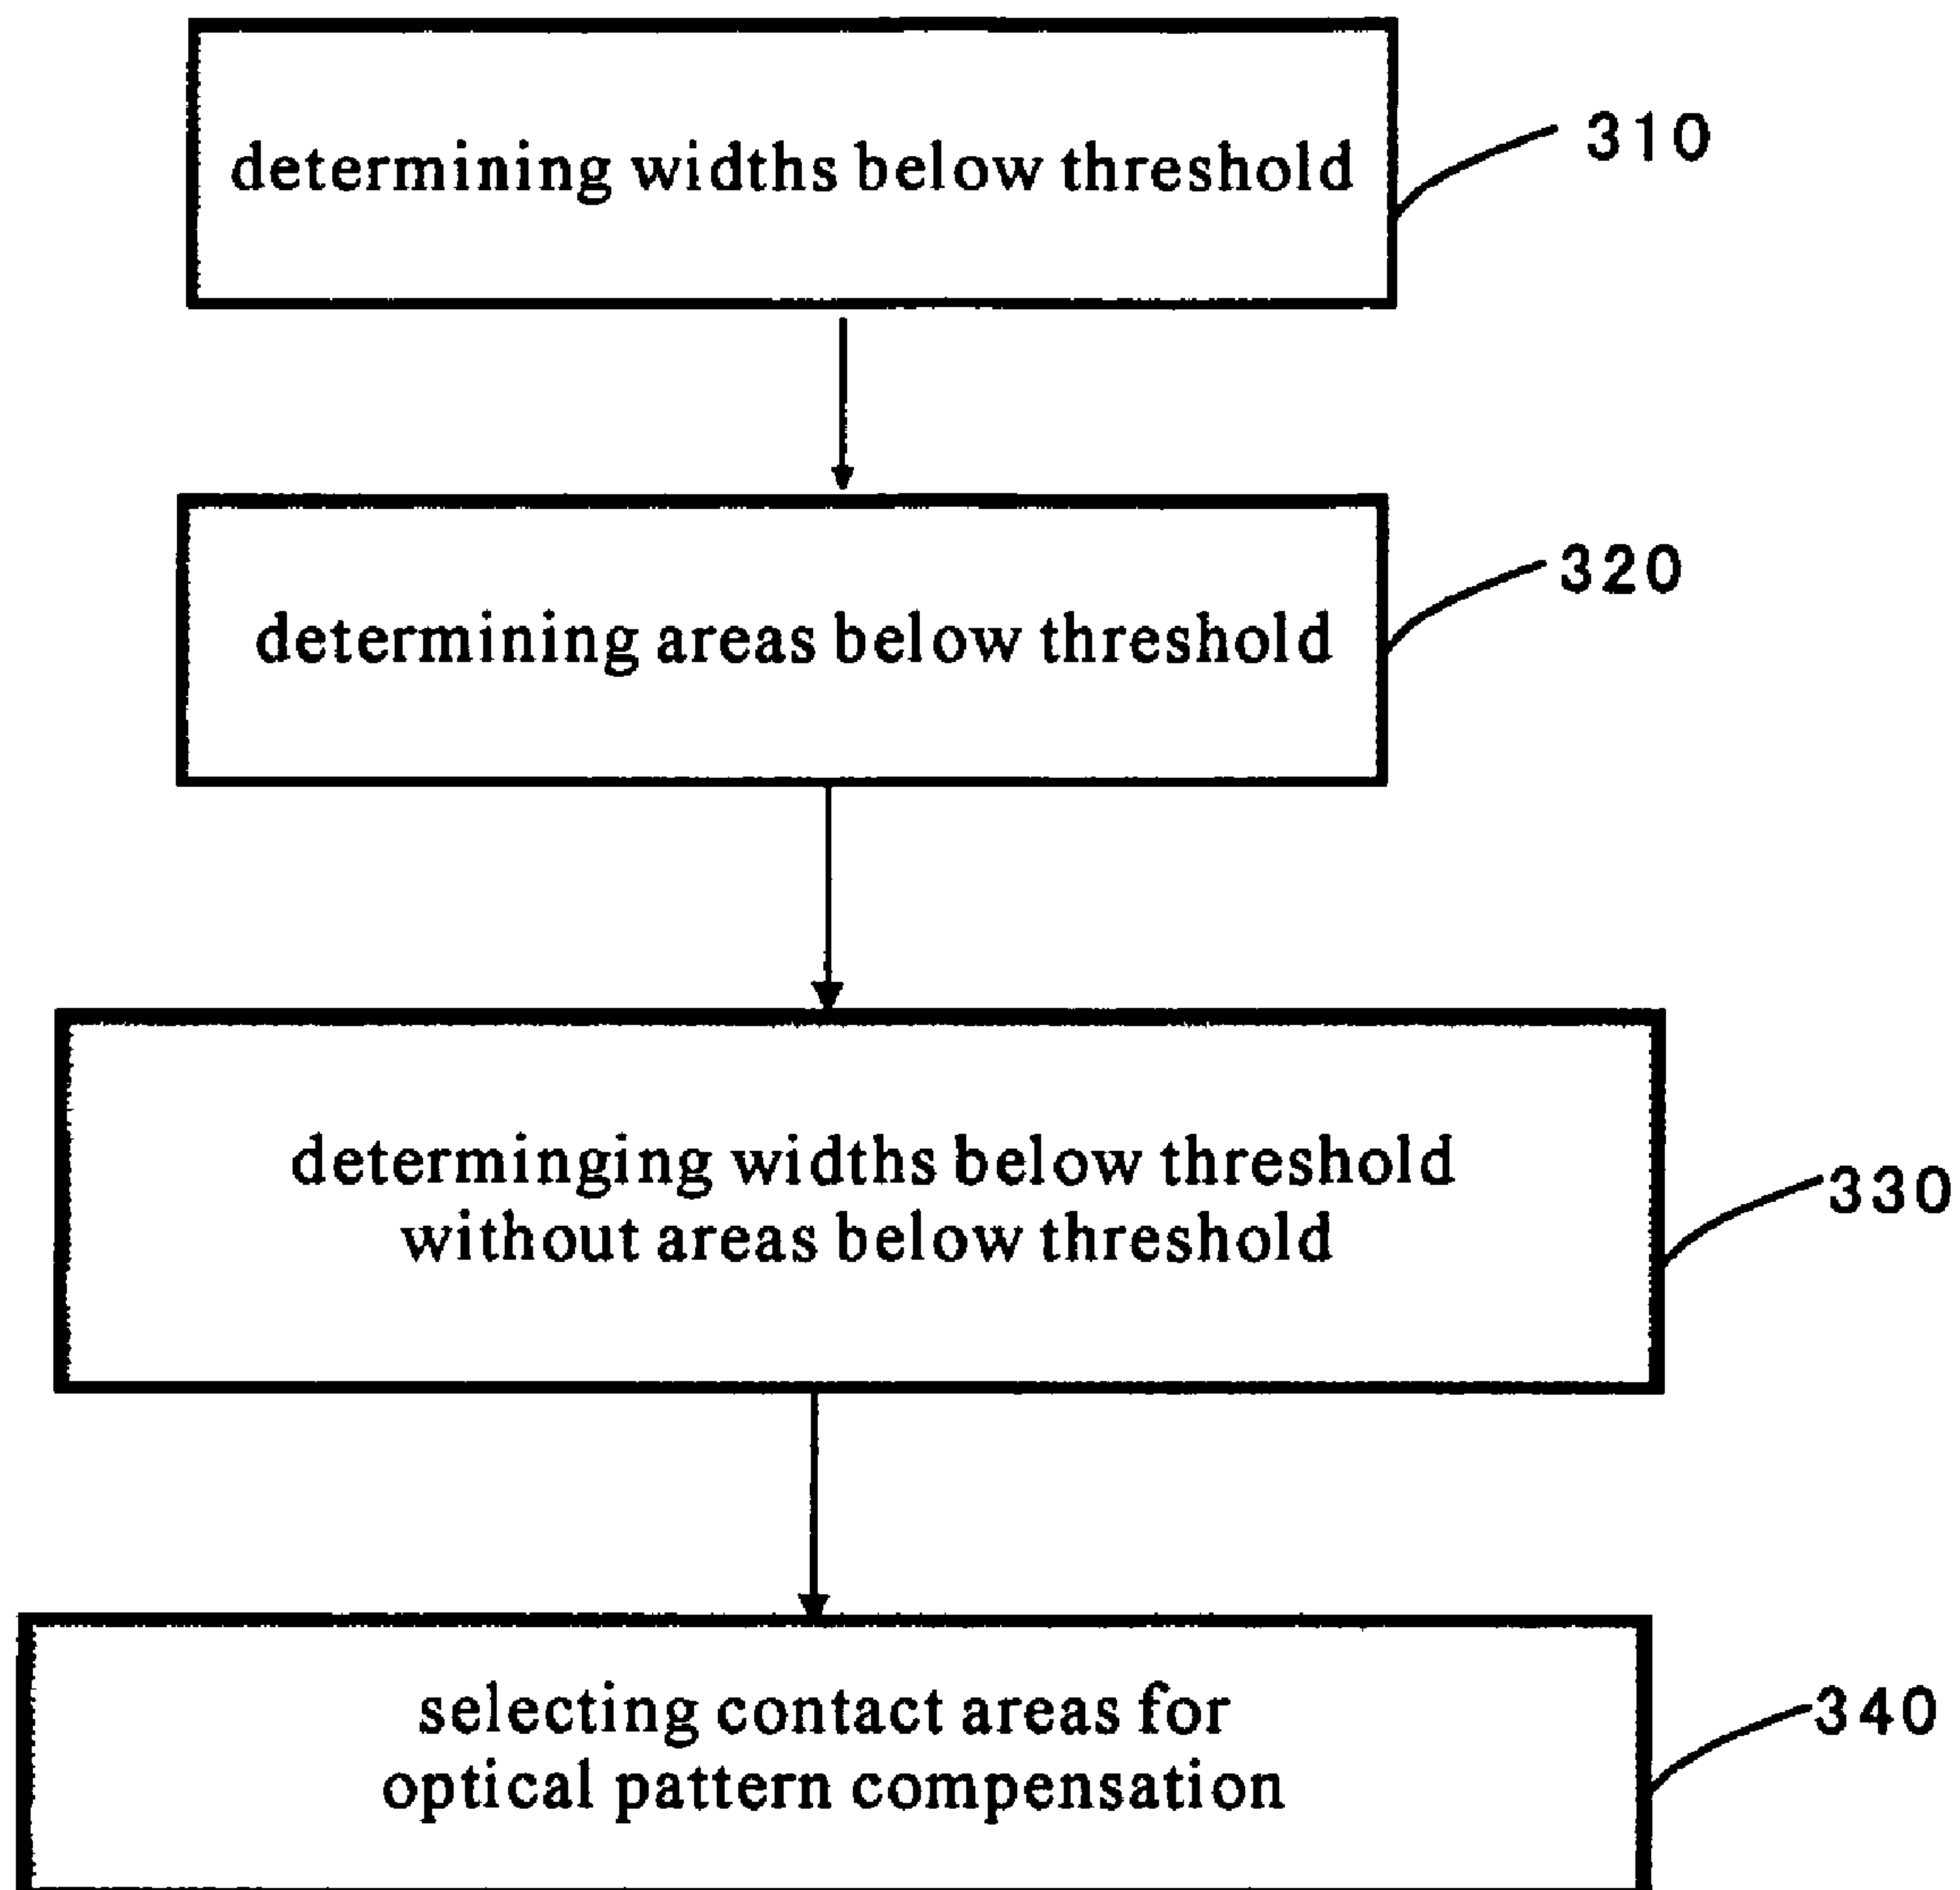 determining widths below threshold
310
determining areas below threshold
320
determinging widths below threshold
without areas below threshold
330
selecting contact areas for
optical pattern compensation
340